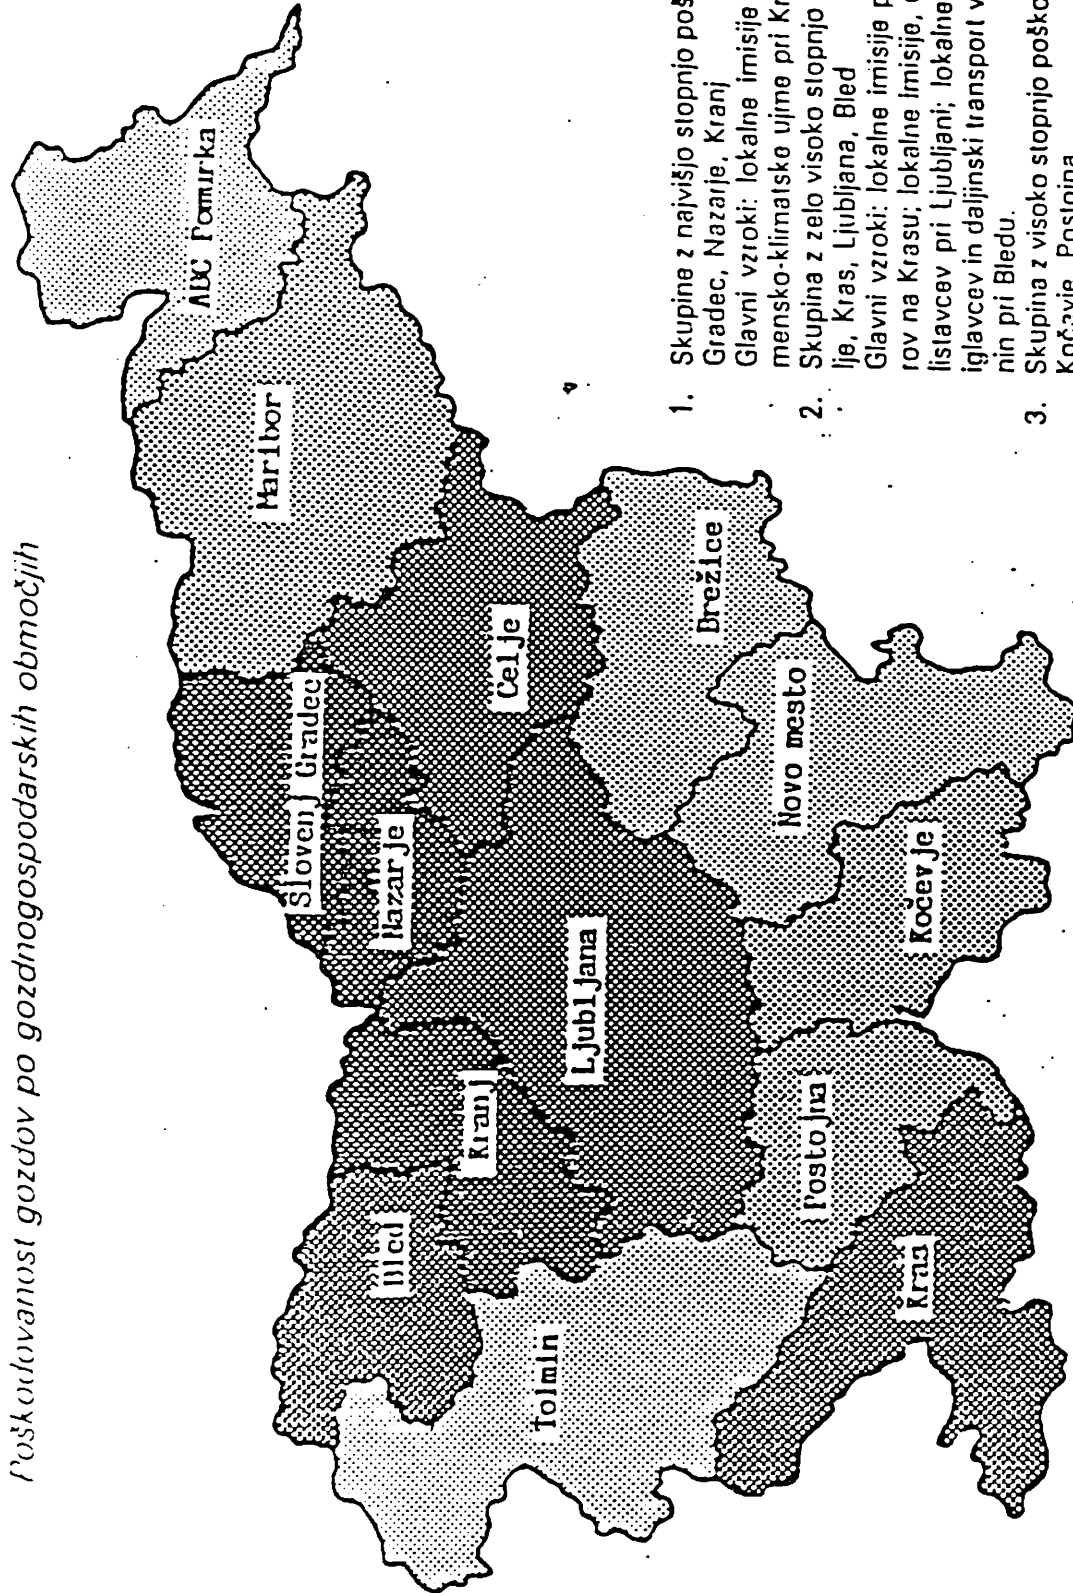 Poškodovanost gozdov po gozdnogospodarskih območjih
ABC Pomurka
Maribor
Slovenj Gradec
Nazarje
Celje
Brežice
Novo mesto
Kočevje
Ljubljana
Kranj
Bled
Tolmin
Postojna
Kras
1. Skupine z najvišjo stopnjo poš
Gradec, Nazarje, Kranj
Glavni vzroki: lokalne imisije
mensko-klimatske ujme pri Kr
2. Skupina z zelo visoko stopnjo
lje, Kras, Ljubljana, Bled
Glavni vzroki: lokalne imisije p
rov na Krasu; lokalne imisije,
listavcev pri Ljubljani; lokalne
iglavcev in daljinski transport v
nin pri Bledu.
3. Skupina z visoko stopnjo poško
Kočevje, Postojna